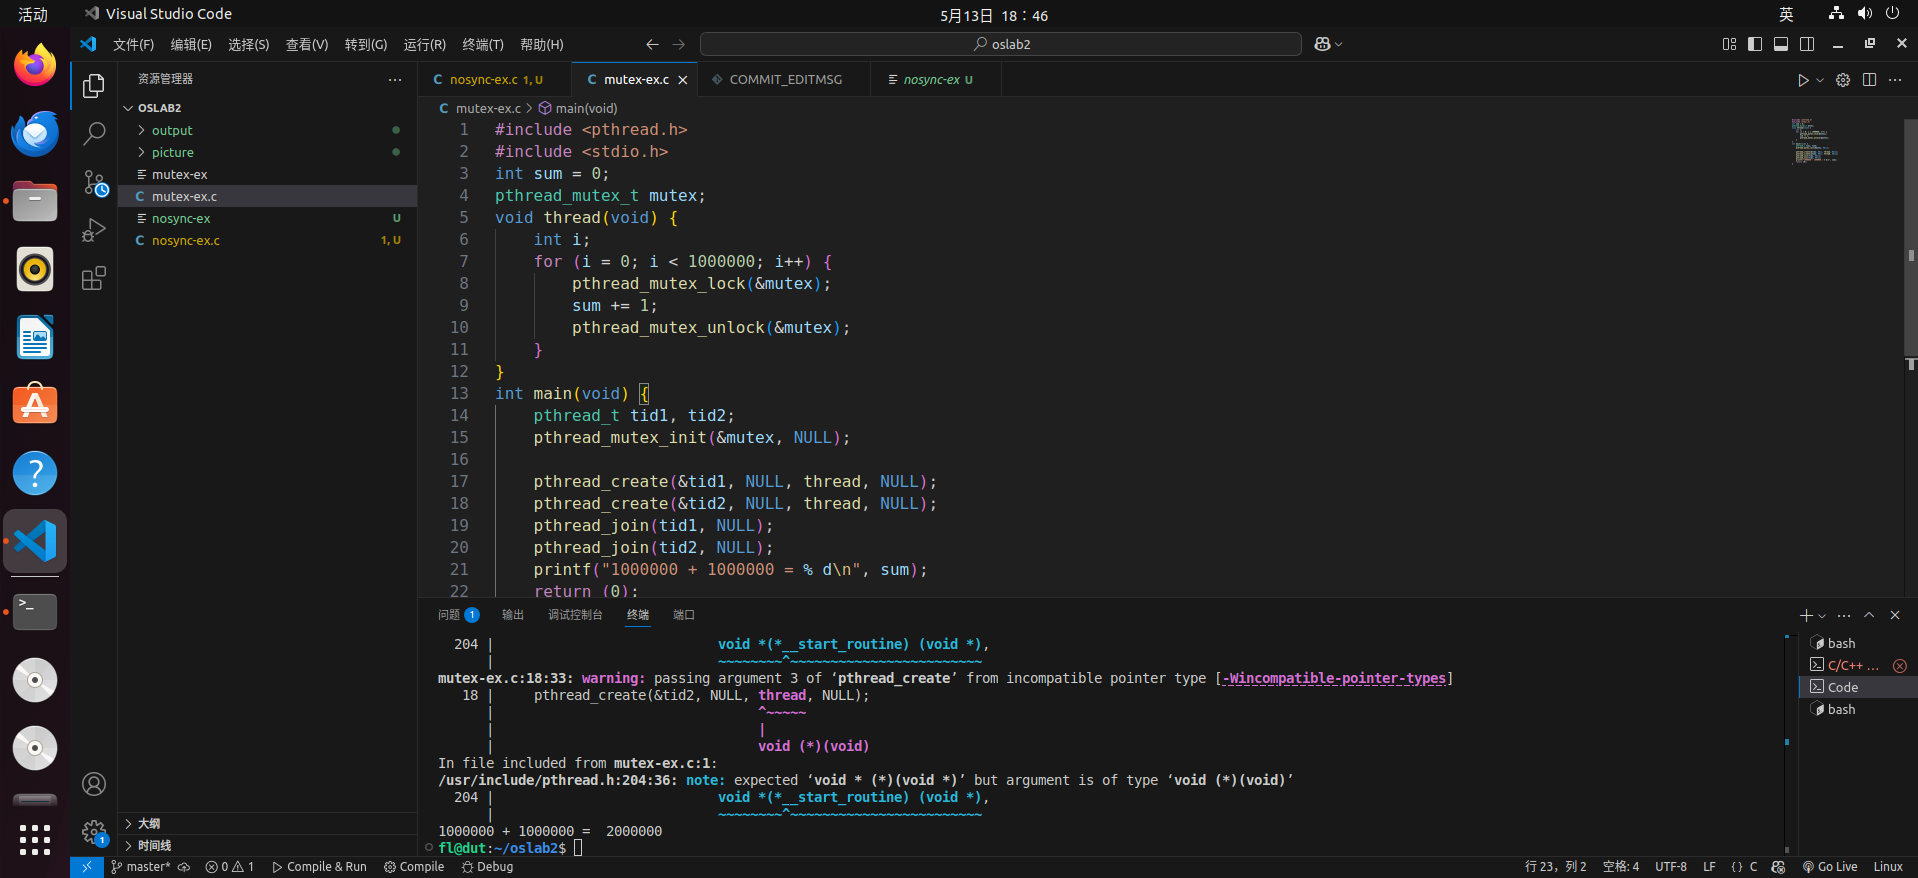 活动
Visual Studio Code
5月13日 18：46
英
文件(F) 编辑(E) 选择(S) 查看(V) 转到(G) 运行(R) 终端(T) 帮助(H)
oslab2
资源管理器
OSLAB2
output
picture
mutex-ex
mutex-ex.c
nosync-ex U
nosync-ex.c 1, U
大纲
时间线
nosync-ex.c 1, U
mutex-ex.c
COMMIT_EDITMSG
nosync-ex U
mutex-ex.c > main(void)
1 #include <pthread.h>
2 #include <stdio.h>
3 int sum = 0;
4 pthread_mutex_t mutex;
5 void thread(void) {
6     int i;
7     for (i = 0; i < 1000000; i++) {
8         pthread_mutex_lock(&mutex);
9         sum += 1;
10         pthread_mutex_unlock(&mutex);
11     }
12 }
13 int main(void) {
14     pthread_t tid1, tid2;
15     pthread_mutex_init(&mutex, NULL);
16
17     pthread_create(&tid1, NULL, thread, NULL);
18     pthread_create(&tid2, NULL, thread, NULL);
19     pthread_join(tid1, NULL);
20     pthread_join(tid2, NULL);
21     printf("1000000 + 1000000 = % d\n", sum);
22     return (0);
问题 1 输出 调试控制台 终端 端口
204 |                            void *(*__start_routine) (void *),
|                            ~~~~~~~~^~~~~~~~~~~~~~~~~~~~~~~~~
mutex-ex.c:18:33: warning: passing argument 3 of ‘pthread_create’ from incompatible pointer type [-Wincompatible-pointer-types]
18 |     pthread_create(&tid2, NULL, thread, NULL);
|                                 ^~~~~~
|                                 |
|                                 void (*)(void)
In file included from mutex-ex.c:1:
/usr/include/pthread.h:204:36: note: expected ‘void * (*)(void *)’ but argument is of type ‘void (*)(void)’
204 |                            void *(*__start_routine) (void *),
|                            ~~~~~~~~^~~~~~~~~~~~~~~~~~~~~~~~~
1000000 + 1000000 =  2000000
fl@dut:~/oslab2$
bash
C/C++ ...
Code
bash
1
master* 0 1 Compile & Run Compile Debug
行 23，列 2 空格: 4 UTF-8 LF { } C Go Live Linux